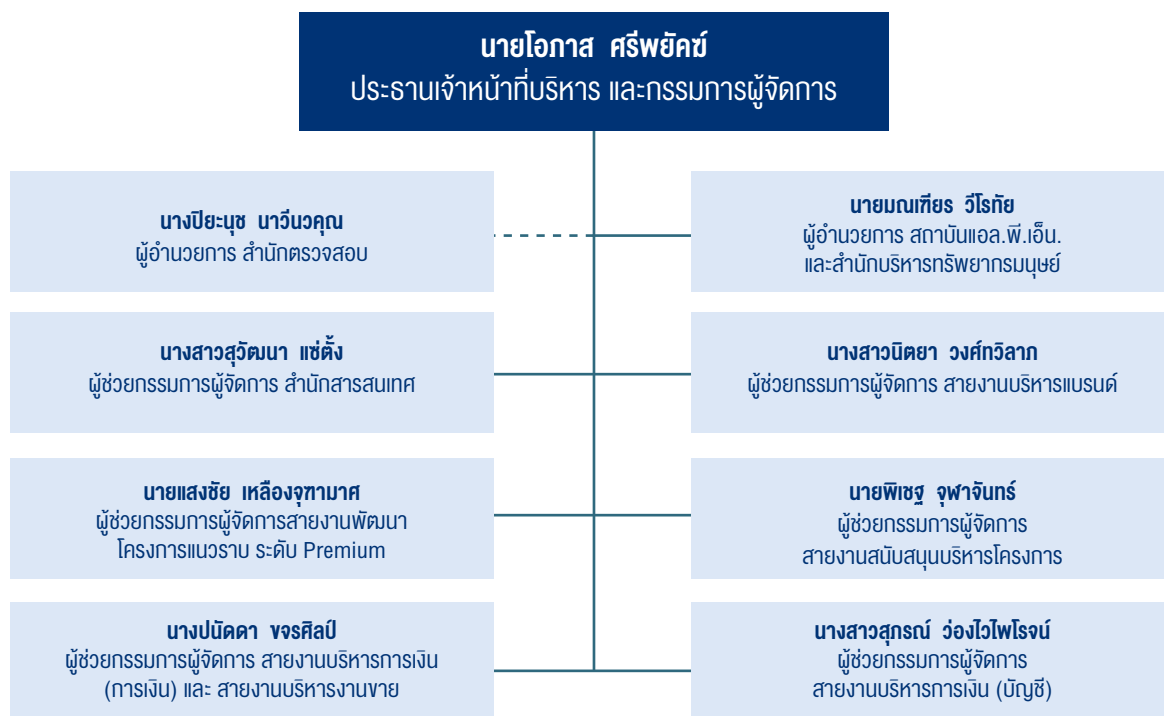 นายโอภาส ศรีพยัคฆ์
ประธานเจ้าหน้าที่บริหาร และกรรมการผู้จัดการ
นางปิยะนุช นาวีนวคุณ
ผู้อำนวยการ สำนักตรวจสอบ
นายมณเฑียร วีโรทัย
ผู้อำนวยการ สถาบันแอล.พี.เอ็น.
และสำนักบริหารทรัพยากรมนุษย์
นางสาวสุวัฒนา แซ่ตั้ง
ผู้ช่วยกรรมการผู้จัดการ สำนักสารสนเทศ
นางสาวนิตยา วงศ์ทวิลาภ
ผู้ช่วยกรรมการผู้จัดการ สายงานบริหารแบรนด์
นายแสงชัย เหลืองจุฑามาศ
ผู้ช่วยกรรมการผู้จัดการสายงานพัฒนา
โครงการแนวราบ ระดับ Premium
นายพิเชฐ จุฬาจันทร์
ผู้ช่วยกรรมการผู้จัดการ
สายงานสนับสนุนบริหารโครงการ
นางปนัดดา ขจรศิลป์
ผู้ช่วยกรรมการผู้จัดการ สายงานบริหารการเงิน
(การเงิน) และ สายงานบริหารงานขาย
นางสาวสุภรณ์ ว่องไวไพโรจน์
ผู้ช่วยกรรมการผู้จัดการ
สายงานบริหารการเงิน (บัญชี)